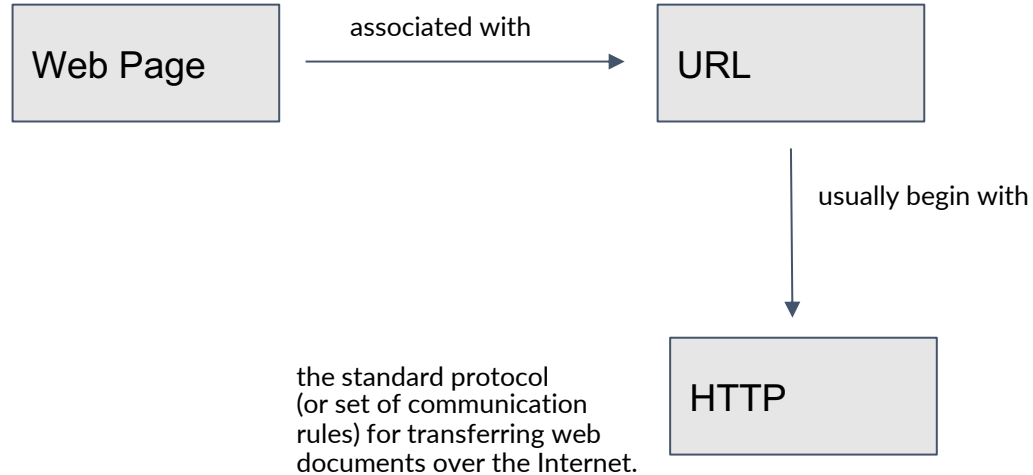 associated with
Web Page
URL
usually begin with
the standard protocol
(or set of communication
rules) for transferring web
documents over the Internet.
HTTP